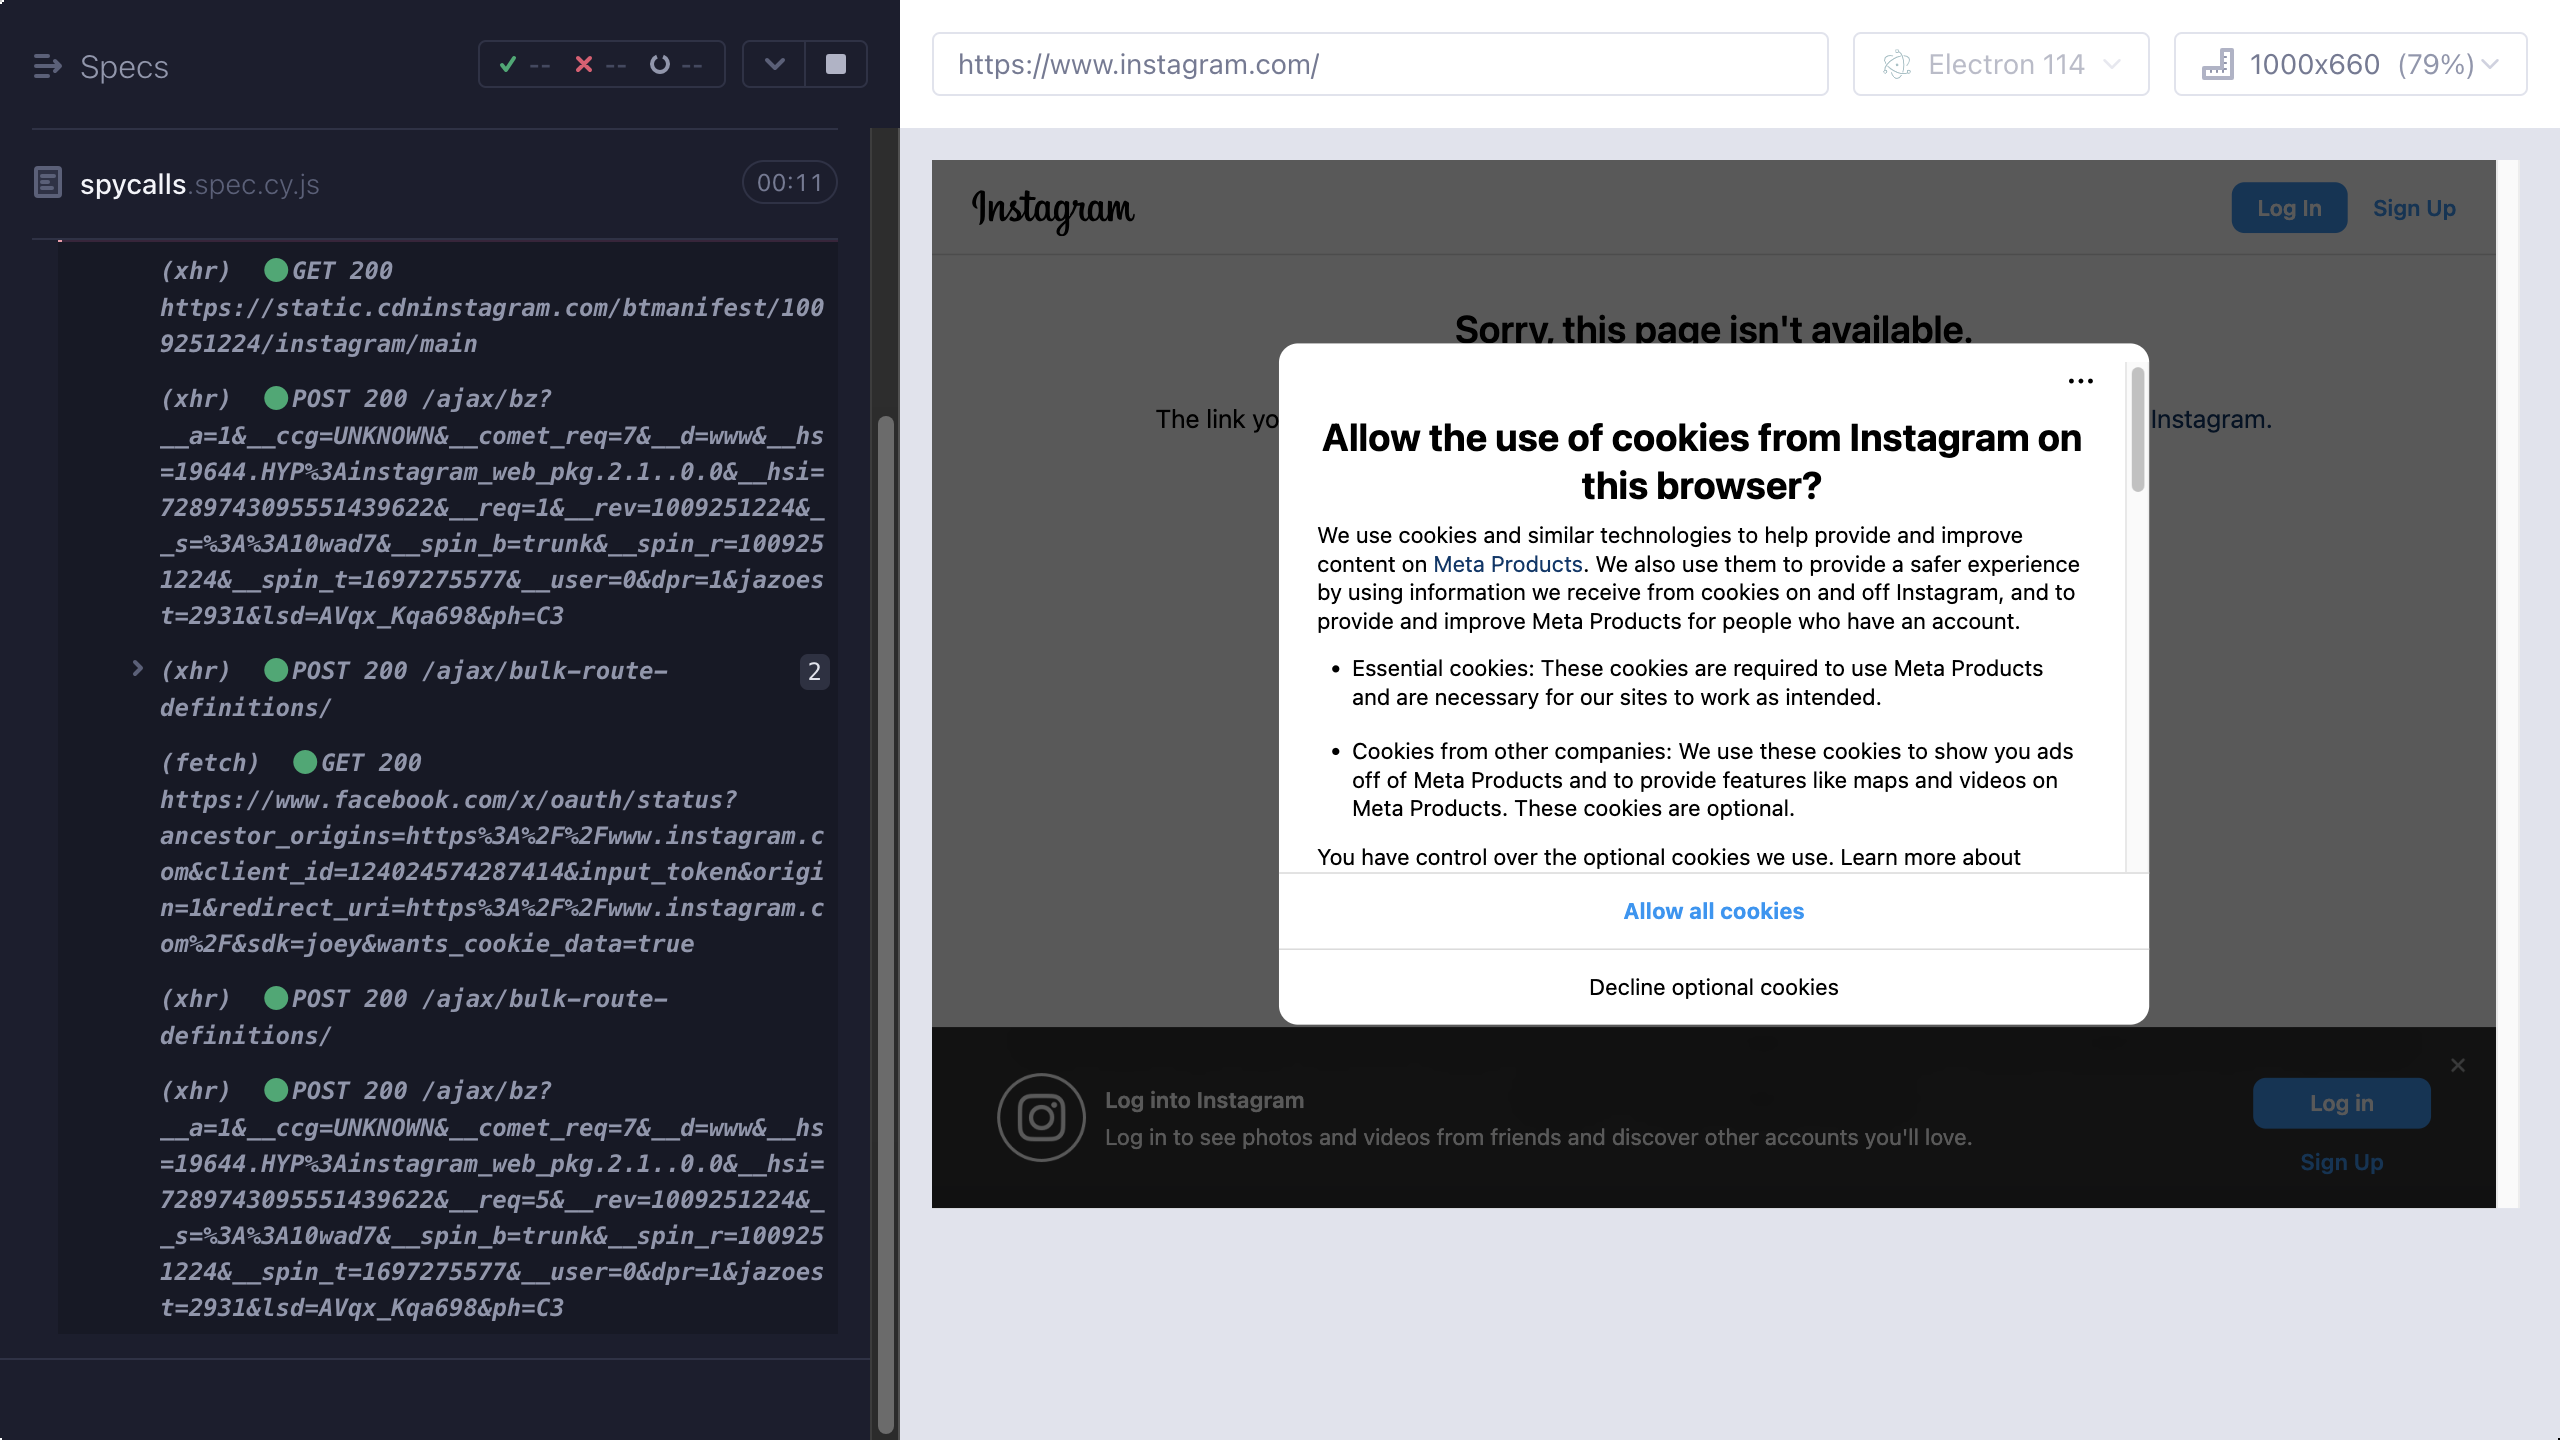 Specs
--
--
--
spycalls.spec.cy.js
00:11
(xhr) GET 200
https://static.cdninstagram.com/btmanifest/100
9251224/instagram/main
(xhr) POST 200 /ajax/bz?
__a=1&__ccg=UNKNOWN&__comet_req=7&__d=www&__hs
=19644.HYP%3Ainstagram_web_pkg.2.1..0.0&__hsi=
7289743095551439622&__req=1&__rev=1009251224&_
_s=%3A%3A10wad7&__spin_b=trunk&__spin_r=100925
1224&__spin_t=1697275577&__user=0&dpr=1&jazoes
t=2931&lsd=AVqx_Kqa698&ph=C3
(xhr) POST 200 /ajax/bulk-route-
definitions/
2
(fetch) GET 200
https://www.facebook.com/x/oauth/status?
ancestor_origins=https%3A%2F%2Fwww.instagram.c
om&client_id=124024574287414&input_token&origi
n=1&redirect_uri=https%3A%2F%2Fwww.instagram.c
om%2F&sdk=joey&wants_cookie_data=true
(xhr) POST 200 /ajax/bulk-route-
definitions/
(xhr) POST 200 /ajax/bz?
__a=1&__ccg=UNKNOWN&__comet_req=7&__d=www&__hs
=19644.HYP%3Ainstagram_web_pkg.2.1..0.0&__hsi=
7289743095551439622&__req=5&__rev=1009251224&_
_s=%3A%3A10wad7&__spin_b=trunk&__spin_r=100925
1224&__spin_t=1697275577&__user=0&dpr=1&jazoes
t=2931&lsd=AVqx_Kqa698&ph=C3
https://www.instagram.com/
Electron 114
1000x660 (79%)
Instagram
Log In
Sign Up
Sorry, this page isn't available.
The link yo
Instagram.
Allow the use of cookies from Instagram on
this browser?
We use cookies and similar technologies to help provide and improve
content on Meta Products. We also use them to provide a safer experience
by using information we receive from cookies on and off Instagram, and to
provide and improve Meta Products for people who have an account.
• Essential cookies: These cookies are required to use Meta Products
and are necessary for our sites to work as intended.
• Cookies from other companies: We use these cookies to show you ads
off of Meta Products and to provide features like maps and videos on
Meta Products. These cookies are optional.
You have control over the optional cookies we use. Learn more about
Allow all cookies
Decline optional cookies
Log into Instagram
Log in to see photos and videos from friends and discover other accounts you'll love.
Log in
Sign Up